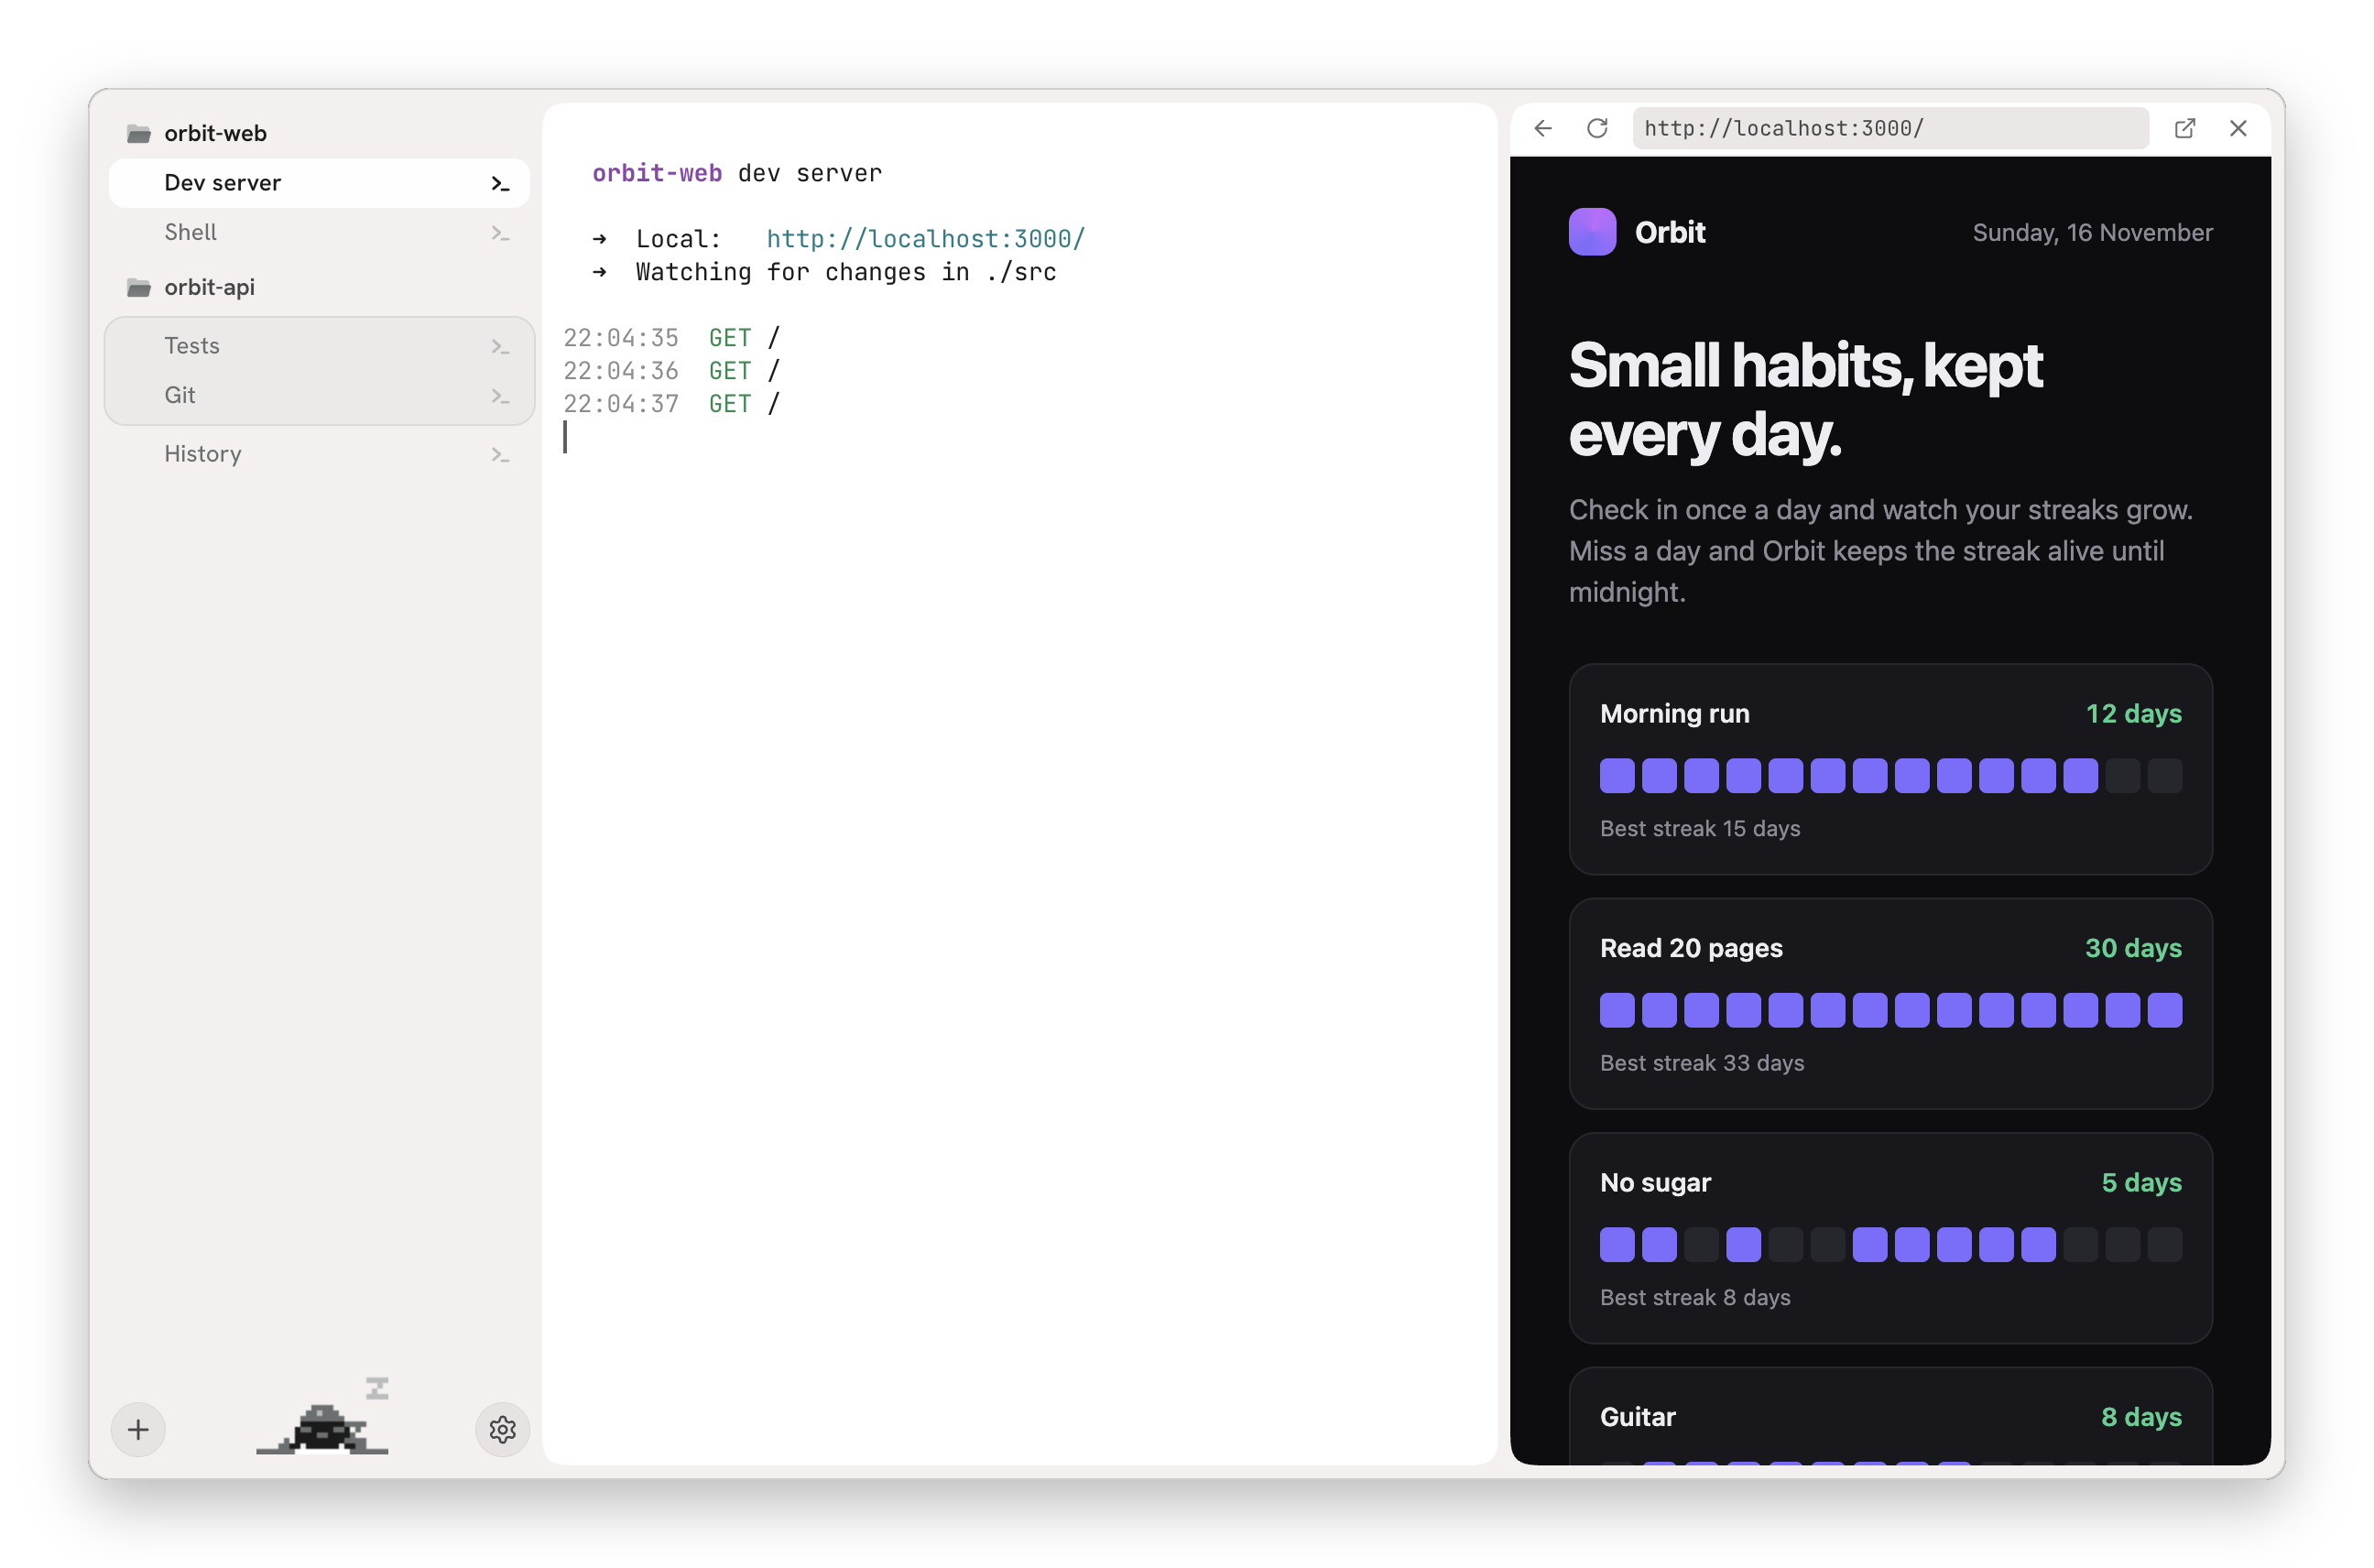 orbit-web
Dev server
Shell
orbit-api
Tests
Git
History
orbit-web dev server
➜ Local: http://localhost:3000/
➜ Watching for changes in ./src
22:04:35 GET /
22:04:36 GET /
22:04:37 GET /
http://localhost:3000/
Orbit
Sunday, 16 November
Small habits, kept
every day.
Check in once a day and watch your streaks grow.
Miss a day and Orbit keeps the streak alive until
midnight.
Morning run
12 days
Best streak 15 days
Read 20 pages
30 days
Best streak 33 days
No sugar
5 days
Best streak 8 days
Guitar
8 days
z